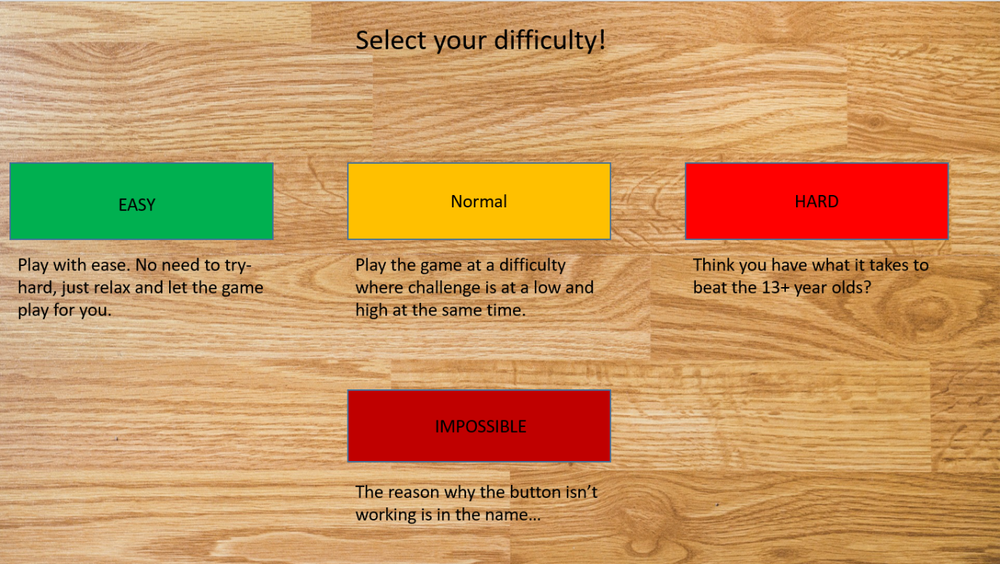 Select your difficulty!
EASY
Normal
HARD
Play with ease. No need to try-
hard, just relax and let the game
play for you.
Play the game at a difficulty
where challenge is at a low and
high at the same time.
Think you have what it takes to
beat the 13+ year olds?
IMPOSSIBLE
The reason why the button isn’t
working is in the name…